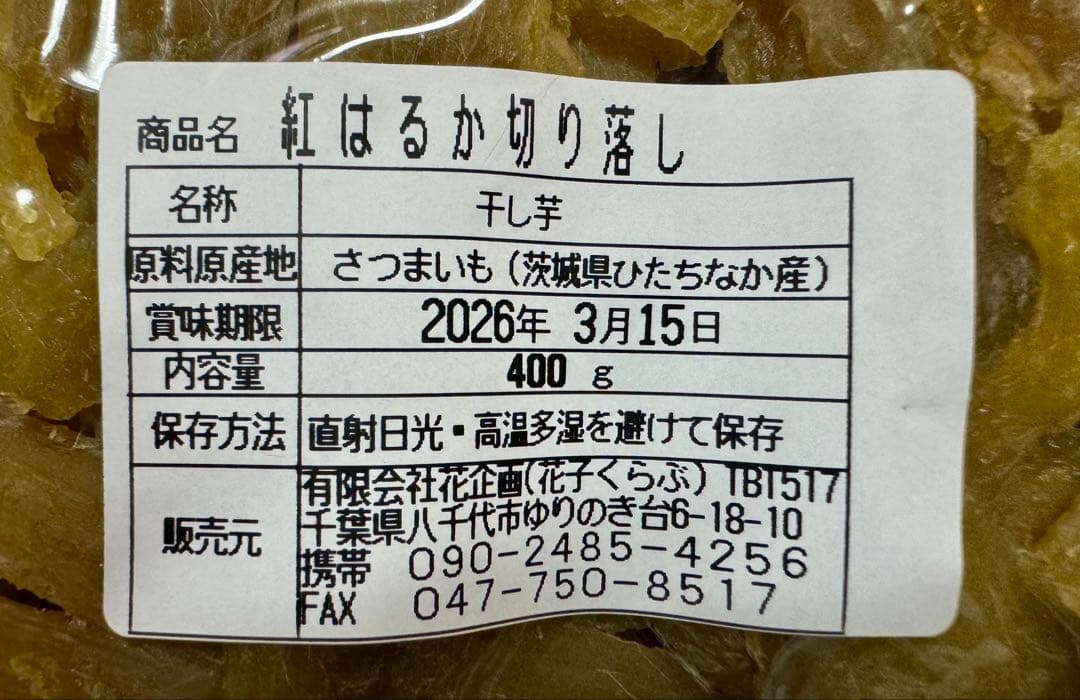 商品名 紅はるか切り落し
名称 干し芋
原料原産地 さつまいも（茨城県ひたちなか産）
賞味期限 2026年 3月15日
内容量 400 g
保存方法 直射日光・高温多湿を避けて保存
販売元 有限会社花企画(花子くらぶ) TBT517
千葉県八千代市ゆりのき台6-18-10
携帯 090-2485-4256
FAX 047-750-8517